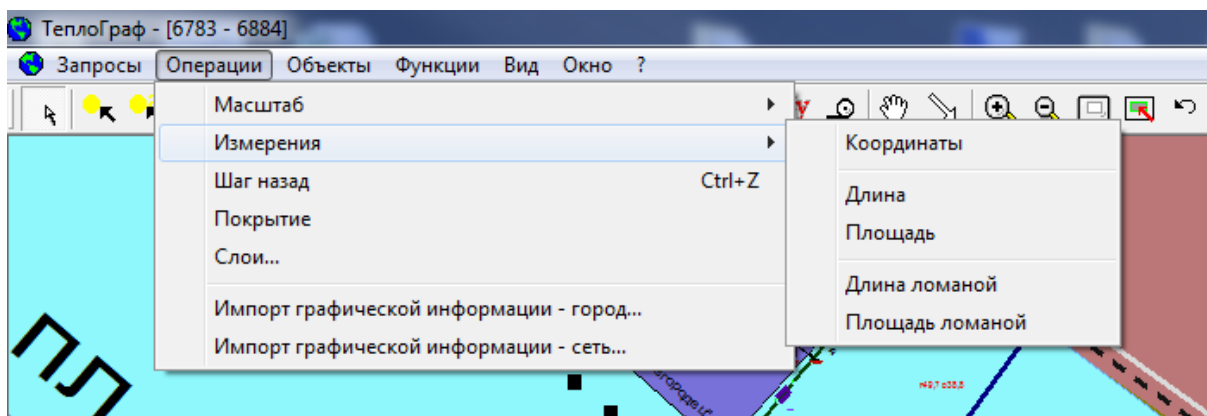 ТеплоГраф - [6783 - 6884]
Запросы Операции Объекты Функции Вид Окно ?
Масштаб
Измерения
Шаг назад Ctrl+Z
Покрытие
Слои...
Импорт графической информации - город...
Импорт графической информации - сеть...
Координаты
Длина
Площадь
Длина ломаной
Площадь ломаной
ПЛ